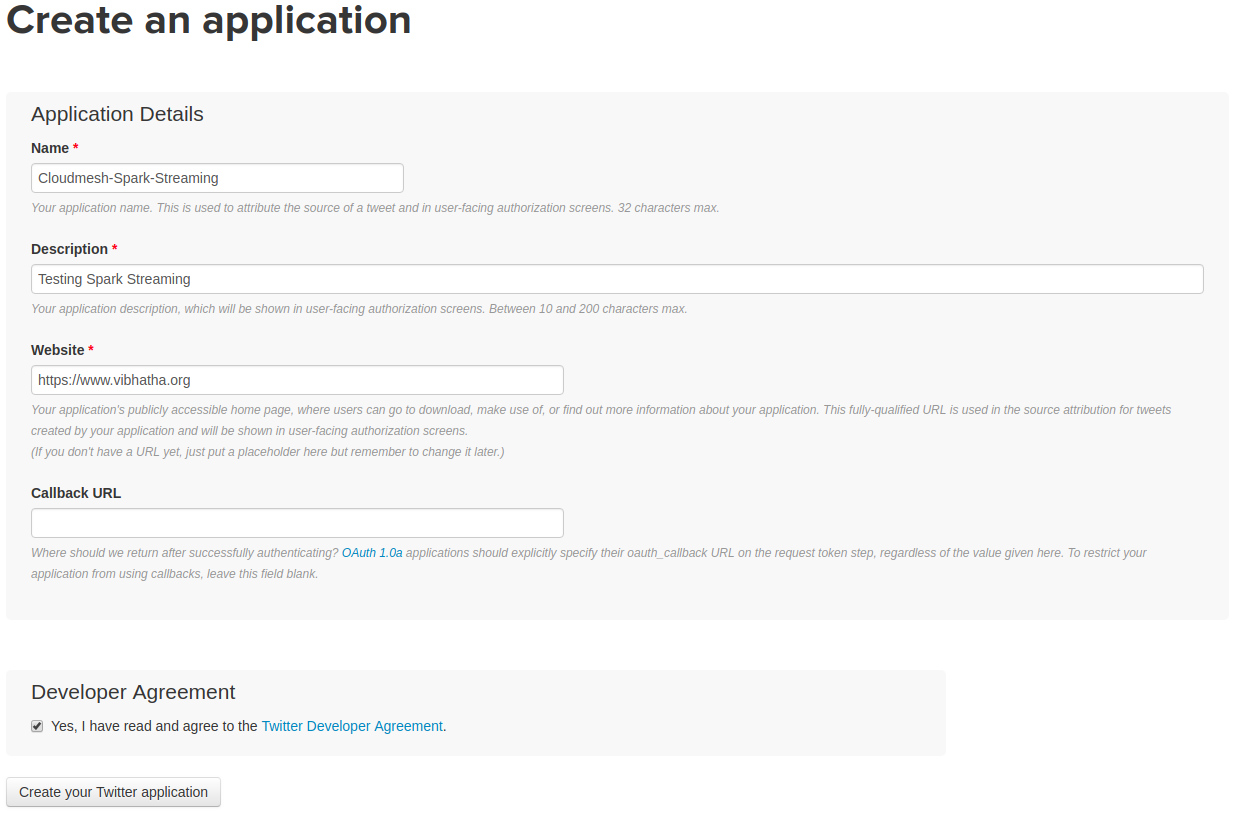 Create an application
Application Details
Name *
Cloudmesh-Spark-Streaming
Your application name. This is used to attribute the source of a tweet and in user-facing authorization screens. 32 characters max.
Description *
Testing Spark Streaming
Your application description, which will be shown in user-facing authorization screens. Between 10 and 200 characters max.
Website *
https://www.vibhatha.org
Your application's publicly accessible home page, where users can go to download, make use of, or find out more information about your application. This fully-qualified URL is used in the source attribution for tweets
created by your application and will be shown in user-facing authorization screens.
(If you don't have a URL yet, just put a placeholder here but remember to change it later.)
Callback URL
Where should we return after successfully authenticating? OAuth 1.0a applications should explicitly specify their oauth_callback URL on the request token step, regardless of the value given here. To restrict your
application from using callbacks, leave this field blank.
Developer Agreement
Yes, I have read and agree to the Twitter Developer Agreement.
Create your Twitter application